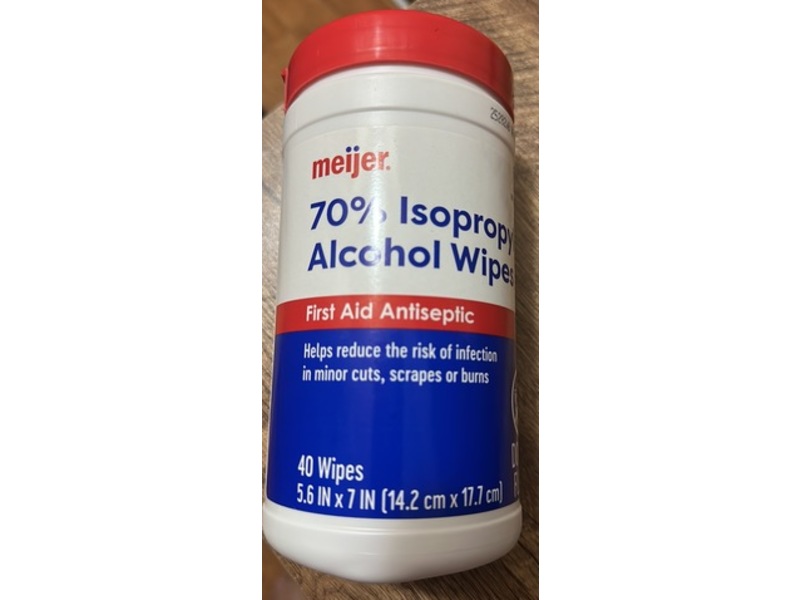 meijer
70% Isopropy
Alcohol Wipes
First Aid Antiseptic
Helps reduce the risk of infection
in minor cuts, scrapes or burns
40 Wipes
5.6 IN x 7 IN (14.2 cm x 17.7 cm)